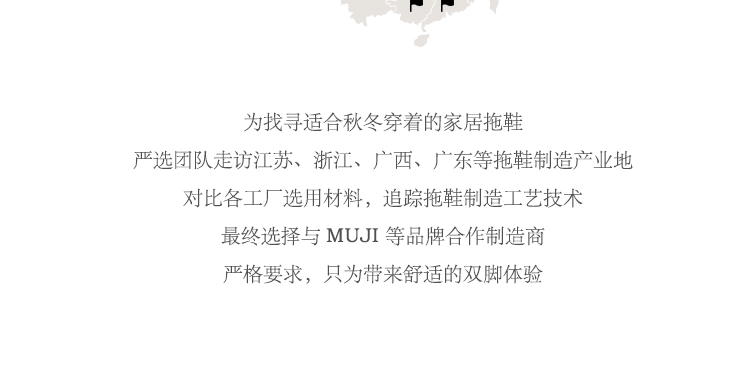 为找寻适合秋冬穿着的家居拖鞋
严选团队走访江苏、浙江、广西、广东等拖鞋制造产业地
对比各工厂选用材料，追踪拖鞋制造工艺技术
最终选择与 MUJI 等品牌合作制造商
严格要求，只为带来舒适的双脚体验